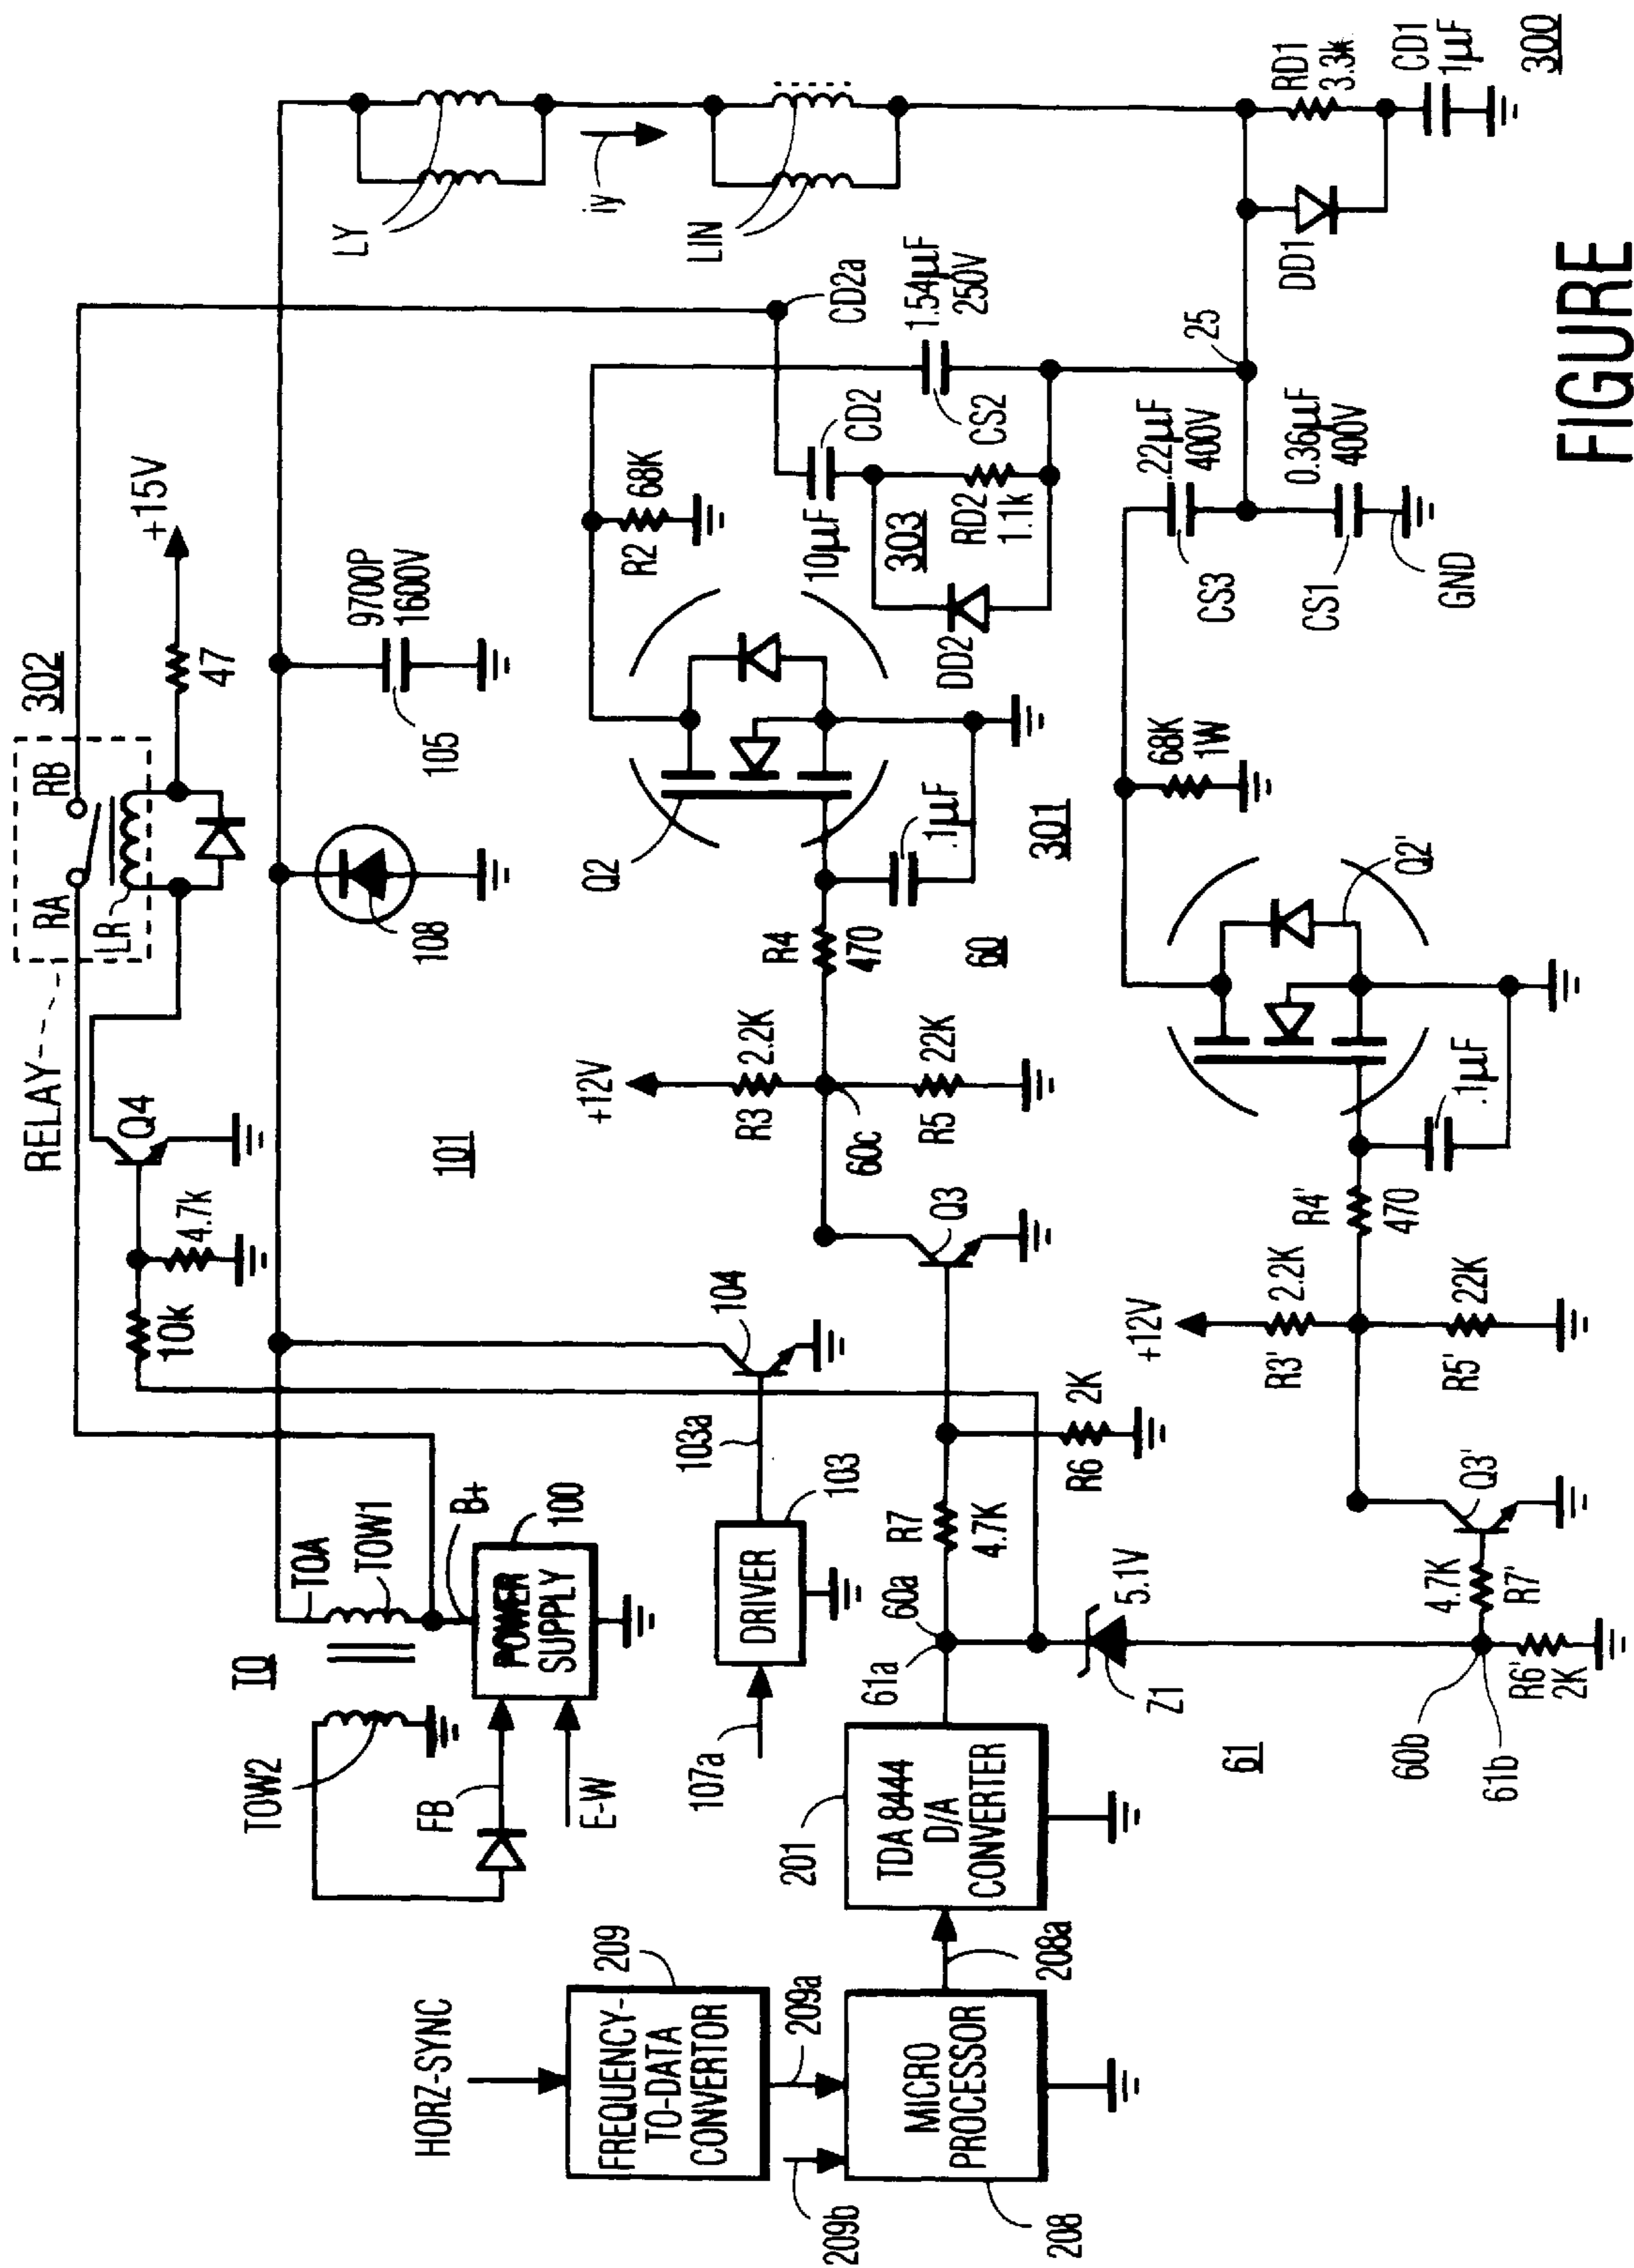 RELAY
RA
RB
302
LR
+15V
47
Q4
4.7k
10k
TO
TOA
TOW1
TOW2
B+
100
POWER
SUPPLY
FB
E-W
101
108
105
9700P
1600V
LY
iy
LIN
HORZ-SYNC
209
FREQUENCY-
TO-DATA
CONVERTOR
209a
209b
MICRO
PROCESSOR
208
208a
201
TDA 8444
D/A
CONVERTER
107a
DRIVER
103
103a
104
61a
60a
R7
4.7K
R6
2K
Q3
+12V
R3
2.2K
60c
R5
22K
R4
470
60
.1µF
301
Q2
R2
68K
10µF
CD2
CD2a
303
DD2
RD2
1.1k
CS2
1.54µF
250V
25
Z1
5.1V
61
60b
61b
R6'
2K
4.7K
R7'
Q3'
+12V
R3'
2.2K
R5'
22K
R4'
470
.1µF
Q2'
68K
1W
CS3
.22µF
400V
CS1
0.36µF
400V
GND
DD1
RD1
3.3k
CD1
1µF
300
FIGURE